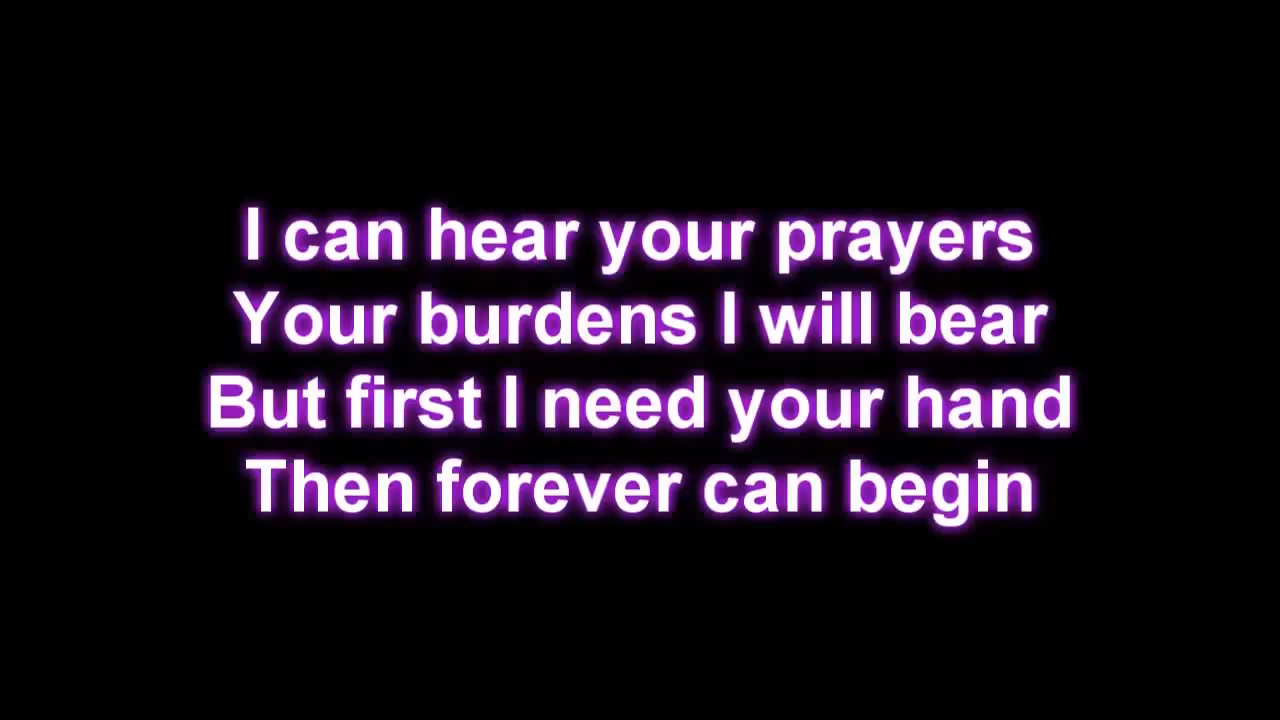 I can hear your prayers
Your burdens I will bear
But first I need your hand
Then forever can begin